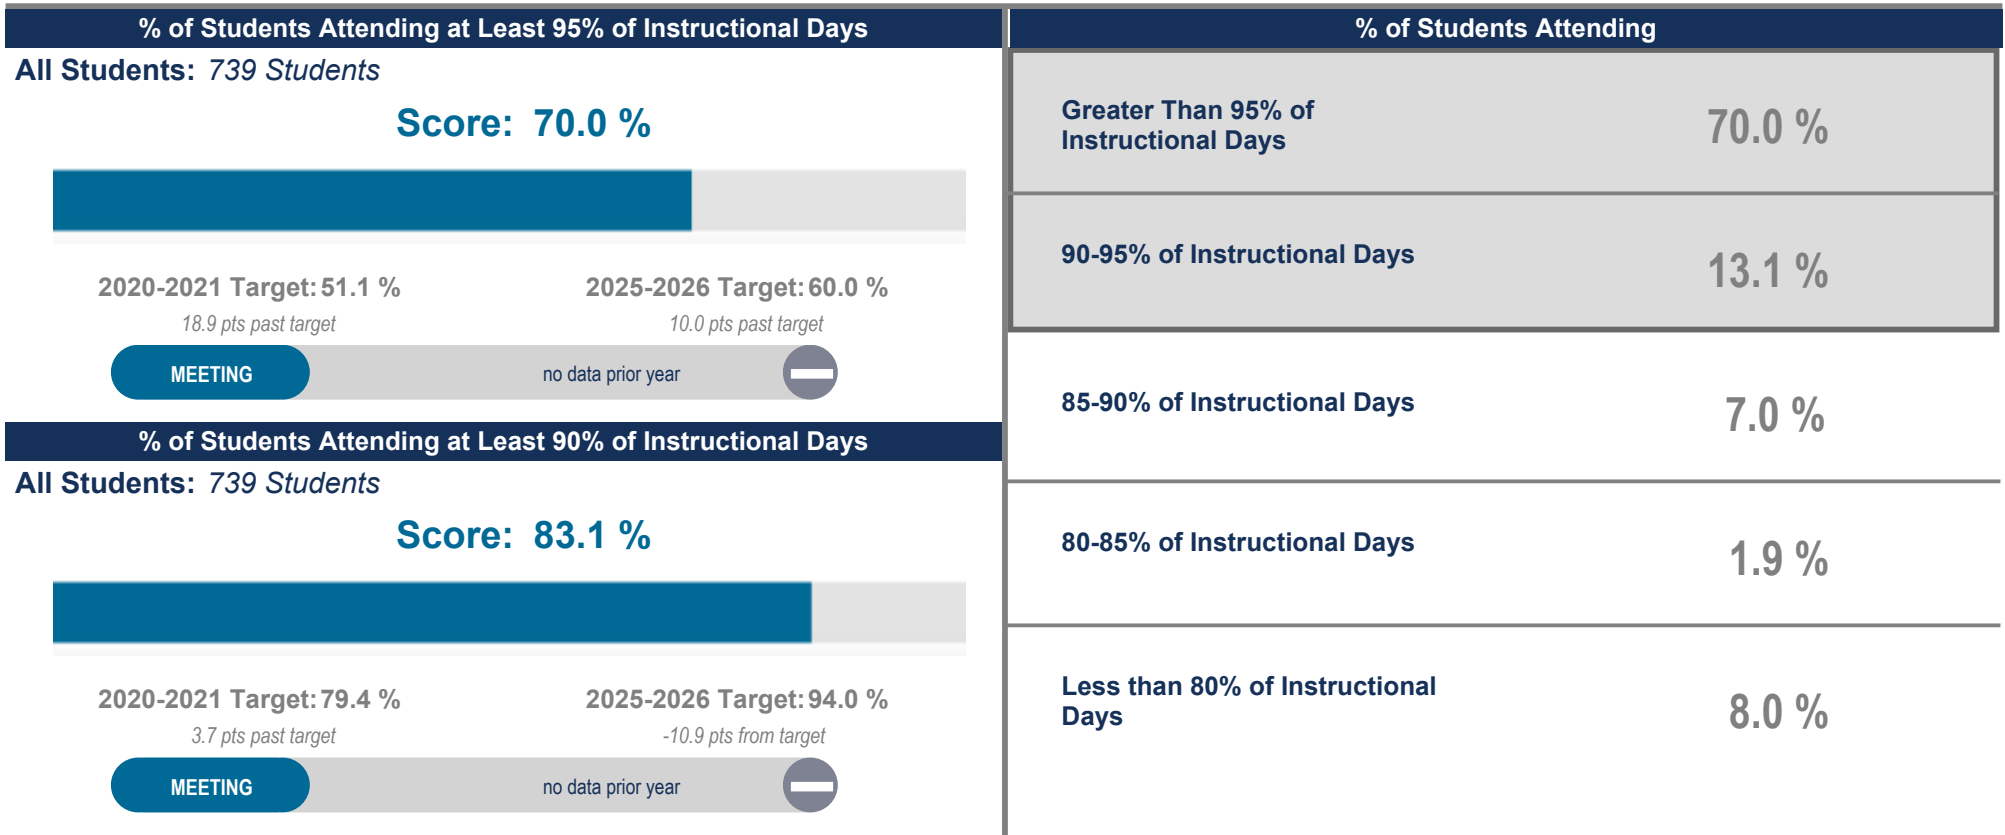 % of Students Attending at Least 95% of Instructional Days
All Students: 739 Students
Score: 70.0 %
2020-2021 Target: 51.1 %
18.9 pts past target
2025-2026 Target: 60.0 %
10.0 pts past target
MEETING
no data prior year
% of Students Attending at Least 90% of Instructional Days
All Students: 739 Students
Score: 83.1 %
2020-2021 Target: 79.4 %
3.7 pts past target
2025-2026 Target: 94.0 %
-10.9 pts from target
MEETING
no data prior year
% of Students Attending
Greater Than 95% of
Instructional Days
70.0 %
90-95% of Instructional Days
13.1 %
85-90% of Instructional Days
7.0 %
80-85% of Instructional Days
1.9 %
Less than 80% of Instructional
Days
8.0 %